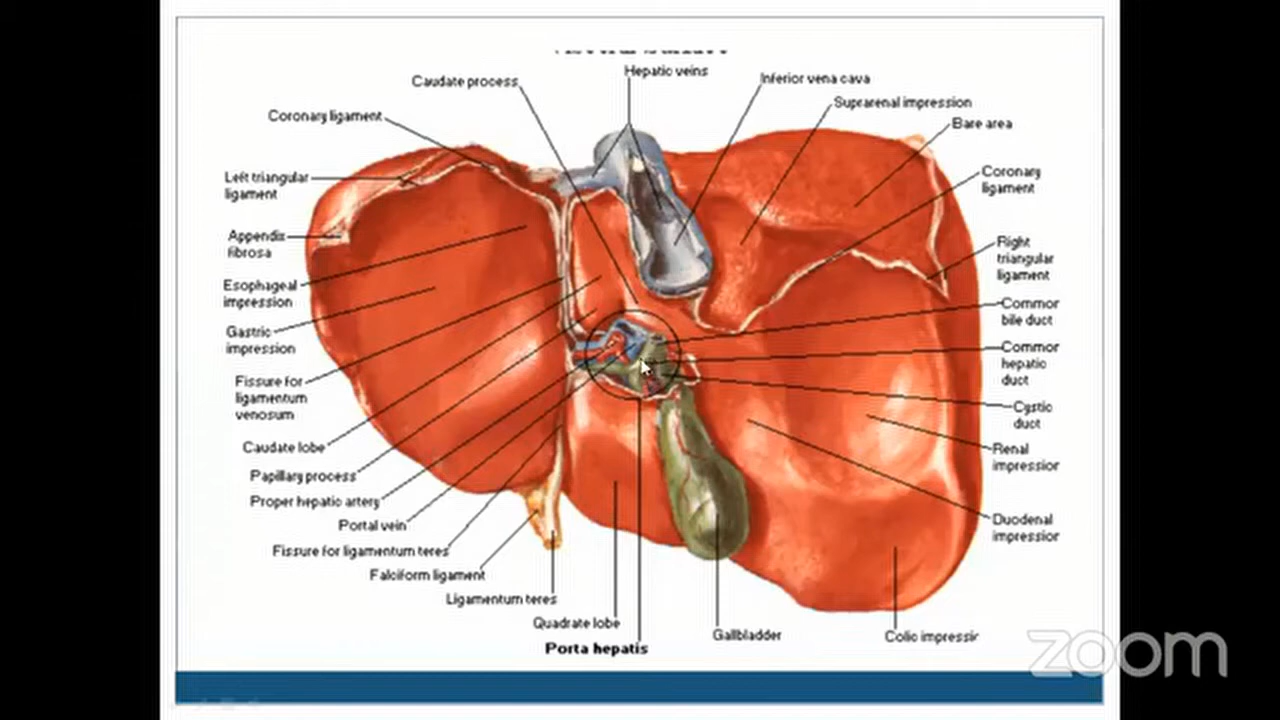 Hepatic veins
Caudate process
Inferior vena cava
Suprarenal impression
Coronary ligament
Bare area
Left triangular
ligament
Coronary
ligament
Appendix
fibrosa
Right
triangular
ligament
Esophageal
impression
Common
bile duct
Gastric
impression
Common
hepatic
duct
Fissure for
ligamentum
venosum
Cystic
duct
Caudate lobe
Renal
impressior
Papillary process
Proper hepatic artery
Portal vein
Duodenal
impressior
Fissure for ligamentum teres
Falciform ligament
Ligamentum teres
Quadrate lobe
Gallbladder
Colic impressir
Porta hepatis
zoom